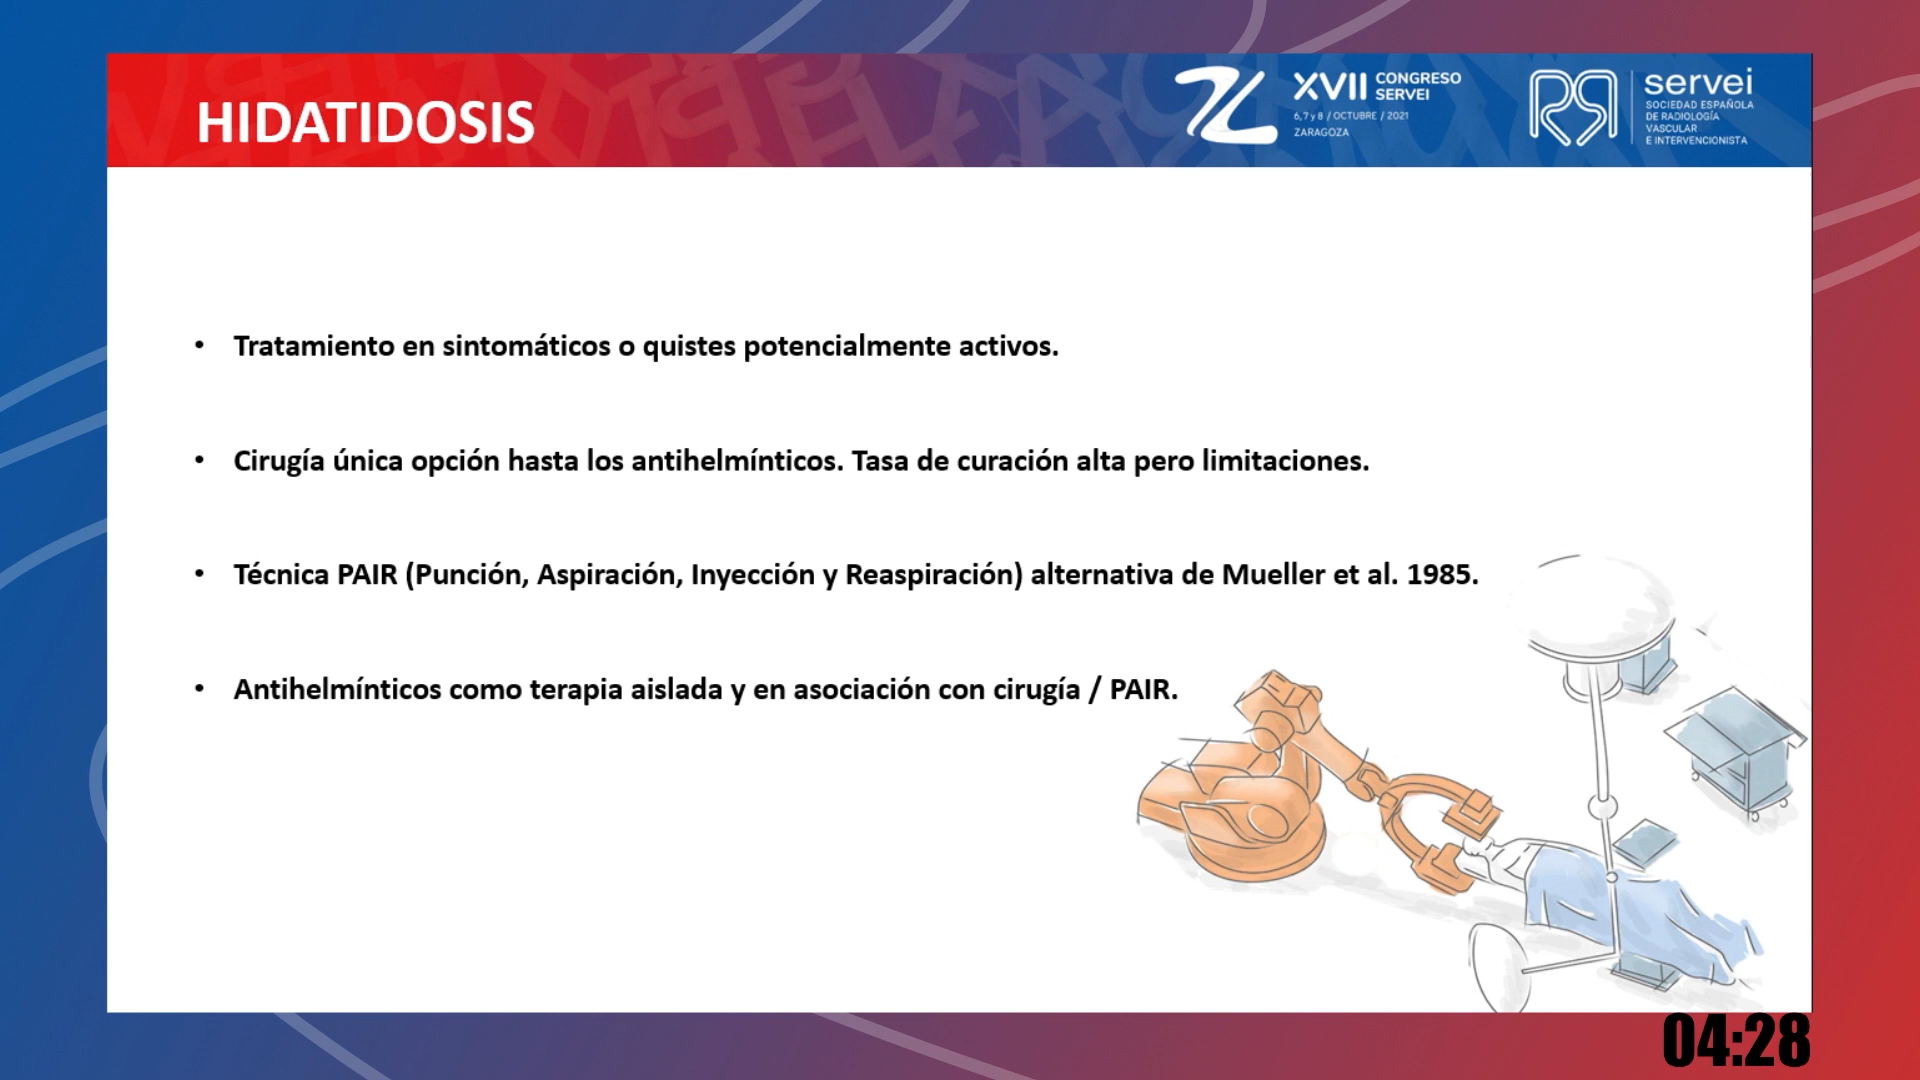 HIDATIDOSIS
XVII CONGRESO
SERVEI
6, 7 y 8 / OCTUBRE / 2021
ZARAGOZA
servei
SOCIEDAD ESPAÑOLA
DE RADIOLOGÍA
VASCULAR
E INTERVENCIONISTA
• Tratamiento en sintomáticos o quistes potencialmente activos.
• Cirugía única opción hasta los antihelmínticos. Tasa de curación alta pero limitaciones.
• Técnica PAIR (Punción, Aspiración, Inyección y Reaspiración) alternativa de Mueller et al. 1985.
• Antihelmínticos como terapia aislada y en asociación con cirugía / PAIR.
04:28